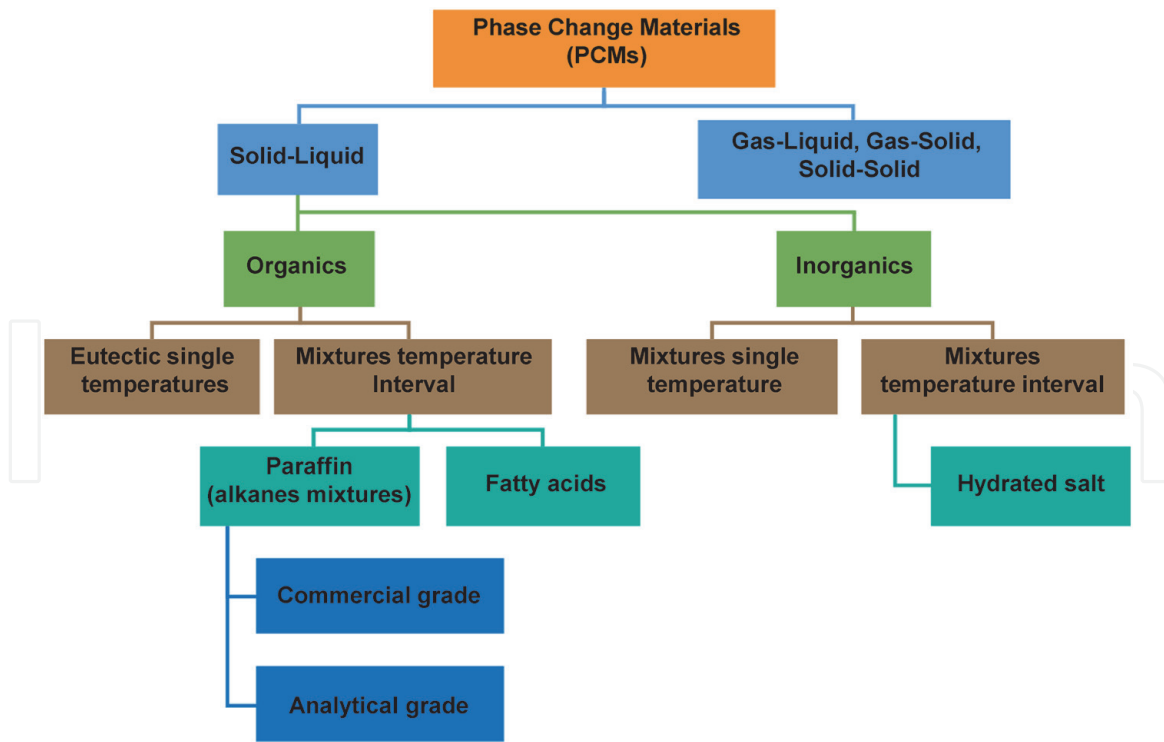 Phase Change Materials
(PCMs)
Solid-Liquid
Gas-Liquid, Gas-Solid,
Solid-Solid
Organics
Inorganics
Eutectic single
temperatures
Mixtures temperature
Interval
Mixtures single
temperature
Mixtures
temperature interval
Paraffin
(alkanes mixtures)
Fatty acids
Hydrated salt
Commercial grade
Analytical grade